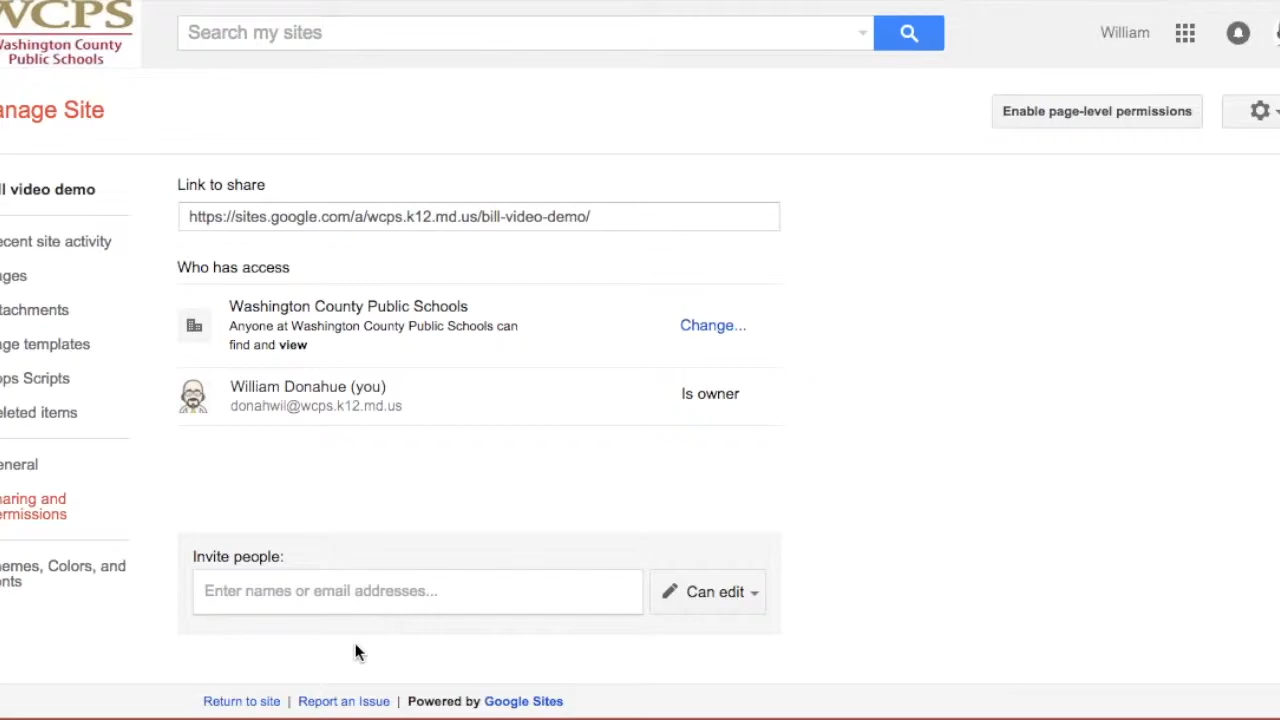 WCPS
Washington County
Public Schools
Search my sites
William
anage Site
Enable page-level permissions
ll video demo
Link to share
https://sites.google.com/a/wcps.k12.md.us/bill-video-demo/
ecent site activity
Who has access
ages
Washington County Public Schools
Anyone at Washington County Public Schools can
find and view
Change...
ttachments
age templates
pps Scripts
William Donahue (you)
donahwil@wcps.k12.md.us
Is owner
eleted items
eneral
haring and
ermissions
Invite people:
hemes, Colors, and
onts
Enter names or email addresses...
Can edit
Return to site | Report an issue | Powered by Google Sites